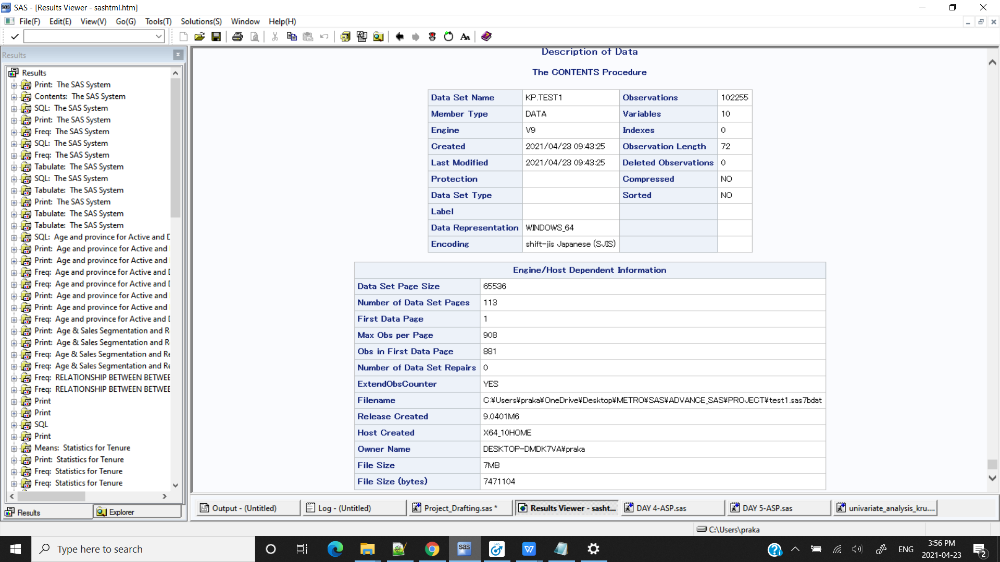 SAS - [Results Viewer - sashtml.htm]
File(F) Edit(E) View(V) Go(G) Tools(T) Solutions(S) Window Help(H)
Results
Results
Print: The SAS System
Contents: The SAS System
SQL: The SAS System
Print: The SAS System
Freq: The SAS System
SQL: The SAS System
Freq: The SAS System
Tabulate: The SAS System
SQL: The SAS System
Tabulate: The SAS System
Print: The SAS System
Tabulate: The SAS System
Tabulate: The SAS System
SQL: Age and province for Active and D
Print: Age and province for Active and
Print: Age and province for Active and
Freq: Age and province for Active and D
Freq: Age and province for Active and D
Print: Age and province for Active and
Print: Age and province for Active and
Freq: Age and province for Active and D
Print: Age & Sales Segmentation and R
Print: Age & Sales Segmentation and R
Freq: Age & Sales Segmentation and Re
Freq: Age & Sales Segmentation and Re
Freq: RELATIONSHIP BETWEEN BETWEE
Freq: RELATIONSHIP BETWEEN BETWEE
Print
Print
SQL
Print
Means: Statistics for Tenure
Print: Statistics for Tenure
Freq: Statistics for Tenure
Freq: Statistics for Tenure
Results Explorer
Description of Data
The CONTENTS Procedure
Data Set Name KP.TEST1 Observations 102255
Member Type DATA Variables 10
Engine V9 Indexes 0
Created 2021/04/23 09:43:25 Observation Length 72
Last Modified 2021/04/23 09:43:25 Deleted Observations 0
Protection Compressed NO
Data Set Type Sorted NO
Label
Data Representation WINDOWS_64
Encoding shift-jis Japanese (SJIS)
Engine/Host Dependent Information
Data Set Page Size 65536
Number of Data Set Pages 113
First Data Page 1
Max Obs per Page 908
Obs in First Data Page 881
Number of Data Set Repairs 0
ExtendObsCounter YES
Filename C:¥Users¥praka¥OneDrive¥Desktop¥METRO¥SAS¥ADVANCE_SAS¥PROJECT¥test1.sas7bdat
Release Created 9.0401M6
Host Created X64_10HOME
Owner Name DESKTOP-DMDK7VA¥praka
File Size 7MB
File Size (bytes) 7471104
Output - (Untitled) Log - (Untitled) Project_Drafting.sas * Results Viewer - sasht... DAY 4-ASP.sas DAY 5-ASP.sas univariate_analysis_kru....
C:\Users\praka
Type here to search
ENG
3:56 PM
2021-04-23
2